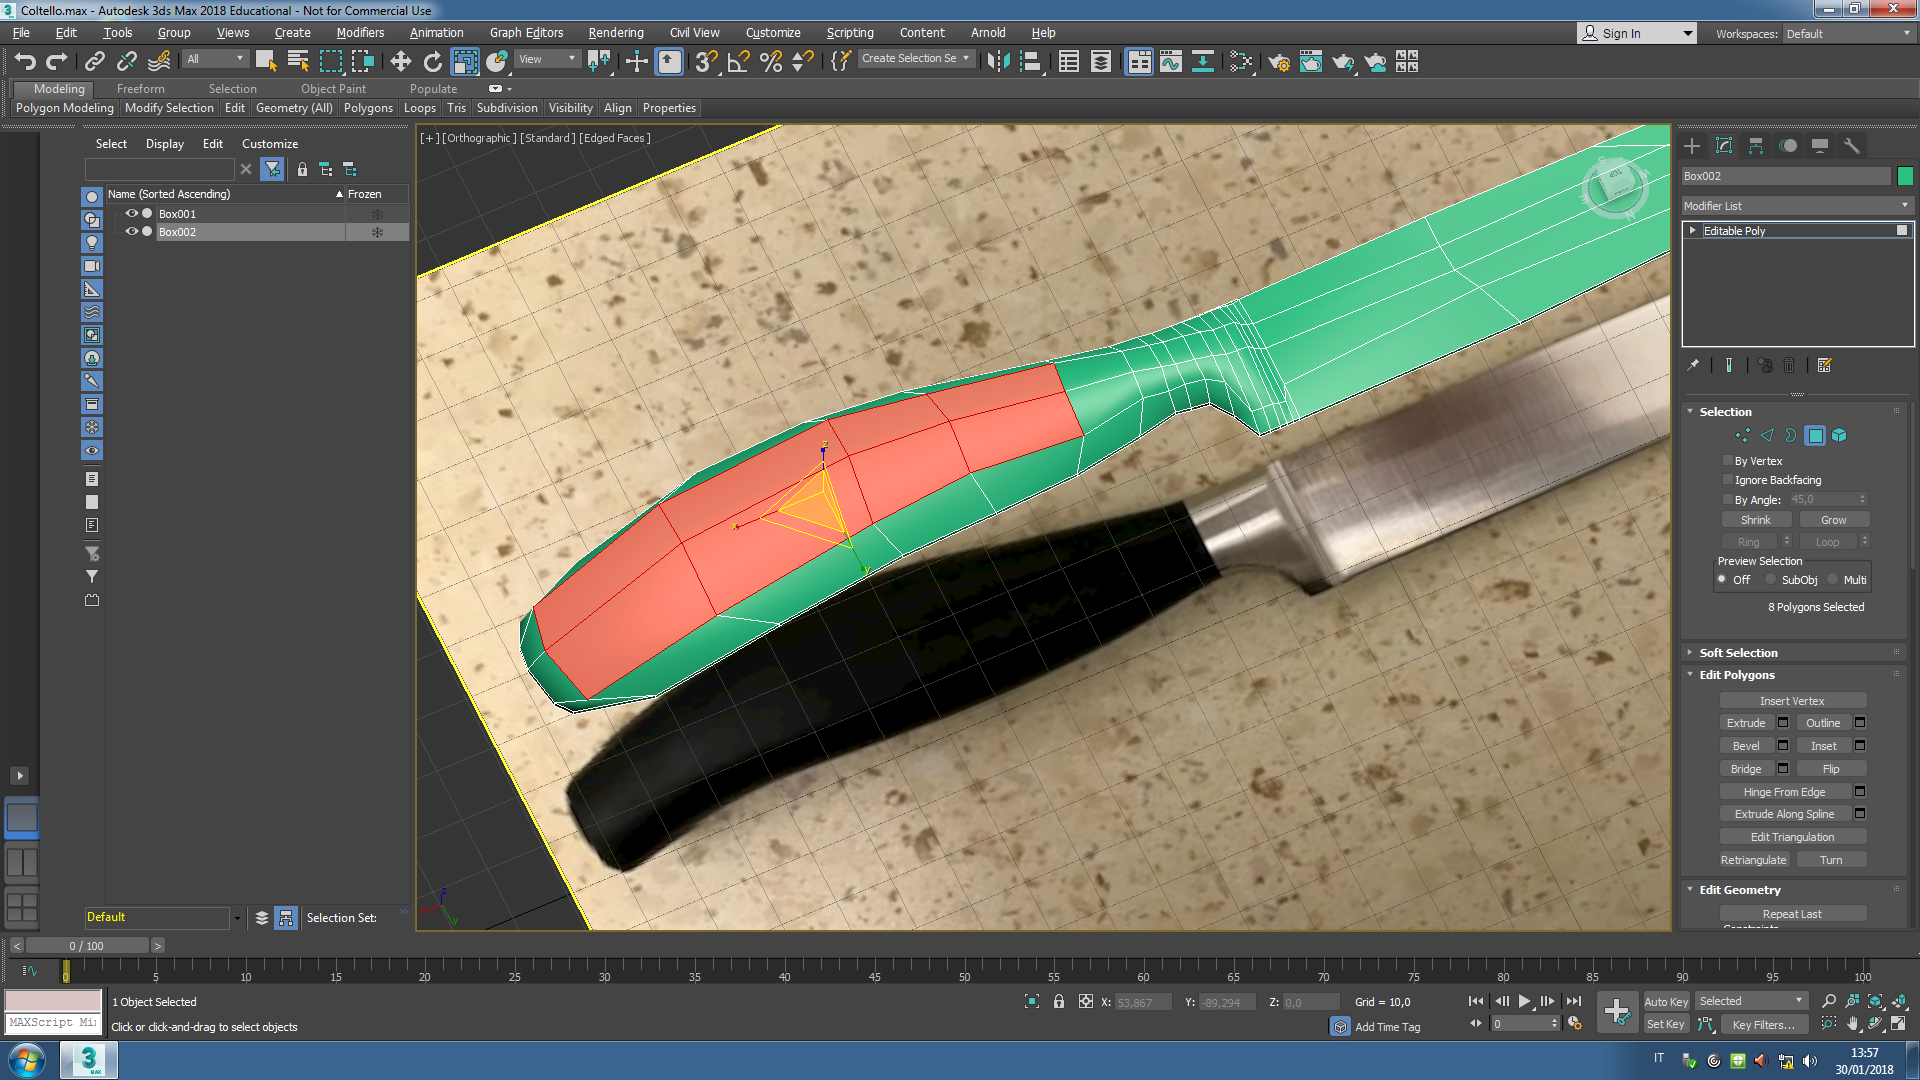 Coltello.max - Autodesk 3ds Max 2018 Educational - Not for Commercial Use
File Edit Tools Group Views Create Modifiers Animation Graph Editors Rendering Civil View Customize Scripting Content Arnold Help
Sign In
Workspaces: Default
All
View
Create Selection Se
Modeling Freeform Selection Object Paint Populate
Polygon Modeling Modify Selection Edit Geometry (All) Polygons Loops Tris Subdivision Visibility Align Properties
Select Display Edit Customize
Name (Sorted Ascending) Frozen
Box001
Box002
[+] [Orthographic] [Standard] [Edged Faces]
TOP
z
x
y
z
y
Box002
Modifier List
Editable Poly
Selection
By Vertex
Ignore Backfacing
By Angle: 45,0
Shrink Grow
Ring Loop
Preview Selection
Off SubObj Multi
8 Polygons Selected
Soft Selection
Edit Polygons
Insert Vertex
Extrude Outline
Bevel Inset
Bridge Flip
Hinge From Edge
Extrude Along Spline
Edit Triangulation
Retriangulate Turn
Edit Geometry
Repeat Last
Constraints
Default
Selection Set:
< 0 / 100 >
0 5 10 15 20 25 30 35 40 45 50 55 60 65 70 75 80 85 90 95 100
1 Object Selected
X: 53,867 Y: -89,294 Z: 0,0 Grid = 10,0
Auto Key Selected
MAXScript Mi
Click or click-and-drag to select objects
Add Time Tag
0
Set Key Key Filters...
3
MAX
IT
13:57
30/01/2018